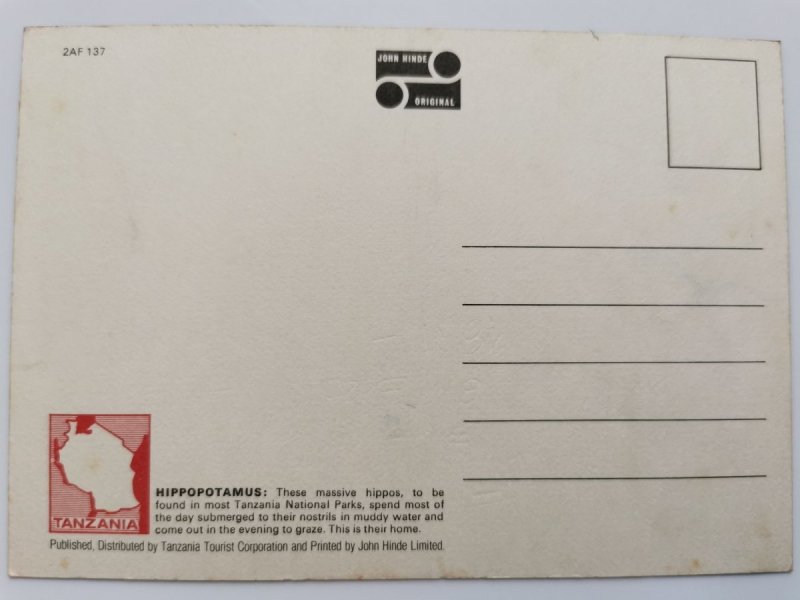 2AF 137
JOHN HINDE
ORIGINAL
TANZANIA
HIPPOPOTAMUS: These massive hippos, to be
found in most Tanzania National Parks, spend most of
the day submerged to their nostrils in muddy water and
come out in the evening to graze. This is their home.
Published, Distributed by Tanzania Tourist Corporation and Printed by John Hinde Limited.